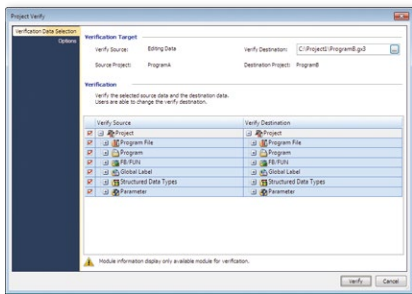 Project Verify
Verification Data Selection
Options
Verification Target
Verify Source: Editing Data Verify Destination: C:\Project1\ProgramB.gx3
Source Project: ProgramA Destination Project: ProgramB
Verification
Verify the selected source data and the destination data.
Users are able to change the verify destination.
Verify Source Verify Destination
Project Project
Program File Program File
Program Program
FB/FUN FB/FUN
Global Label Global Label
Structured Data Types Structured Data Types
Parameter Parameter
Module information display only available module for verification.
Verify Cancel